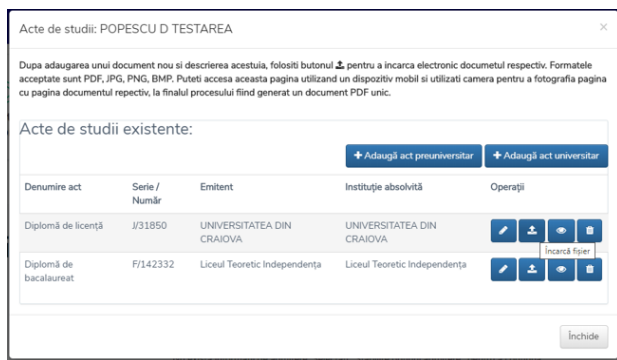 Acte de studii: POPESCU D TESTAREA
×
Dupa adaugarea unui document nou si descrierea acestuia, folositi butonul pentru a incarca electronic documetul respectiv. Formatele
acceptate sunt PDF, JPG, PNG, BMP. Puteti accesa aceasta pagina utilizand un dispozitiv mobil si utilizati camera pentru a fotografia pagina
cu pagina documentul repectiv, la finalul procesului fiind generat un document PDF unic.
Acte de studii existente:
+ Adaugă act preuniversitar + Adaugă act universitar
Denumire act Serie / Număr Emitent Instituție absolvită Operații
Diplomă de licență J/31850 UNIVERSITATEA DIN CRAIOVA UNIVERSITATEA DIN CRAIOVA
Încarcă fișier
Diplomă de bacalaureat F/142332 Liceul Teoretic Independența Liceul Teoretic Independența
Închide